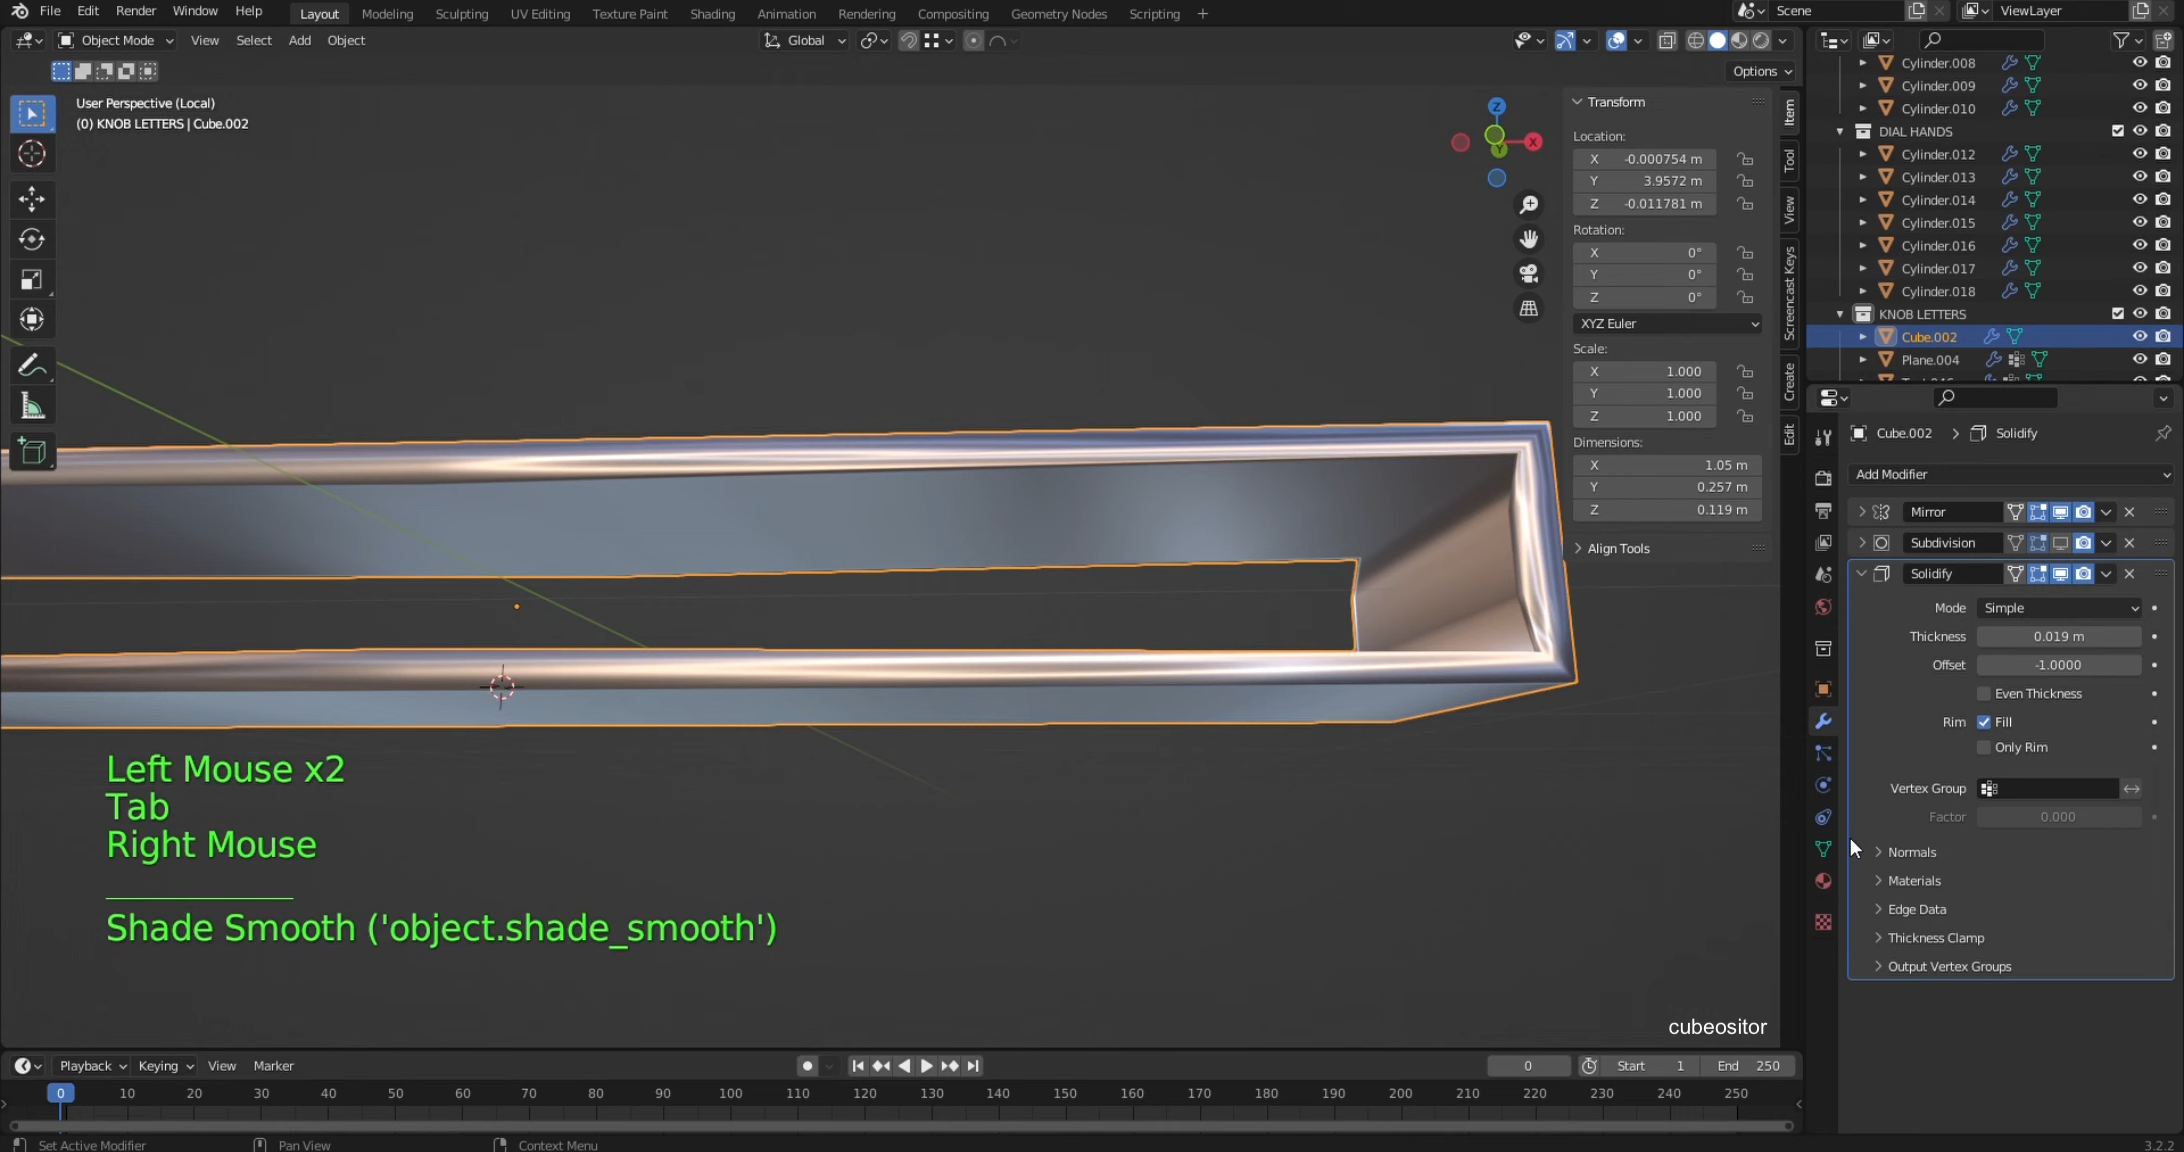 File Edit Render Window Help Layout Modeling Sculpting UV Editing Texture Paint Shading Animation Rendering Compositing Geometry Nodes Scripting + Scene ViewLayer
Object Mode View Select Add Object Global
Options
User Perspective (Local)
(0) KNOB LETTERS | Cube.002
Z
X
Y
Transform
Location:
X -0.000754 m
Y 3.9572 m
Z -0.011781 m
Rotation:
X 0°
Y 0°
Z 0°
XYZ Euler
Scale:
X 1.000
Y 1.000
Z 1.000
Dimensions:
X 1.05 m
Y 0.257 m
Z 0.119 m
Align Tools
Item
Tool
View
Screencast Keys
Create
Edit
Cylinder.008
Cylinder.009
Cylinder.010
DIAL HANDS
Cylinder.012
Cylinder.013
Cylinder.014
Cylinder.015
Cylinder.016
Cylinder.017
Cylinder.018
KNOB LETTERS
Cube.002
Plane.004
Cube.002 > Solidify
Add Modifier
Mirror
Subdivision
Solidify
Mode Simple
Thickness 0.019 m
Offset -1.0000
Even Thickness
Rim Fill
Only Rim
Vertex Group
Factor 0.000
Normals
Materials
Edge Data
Thickness Clamp
Output Vertex Groups
Left Mouse x2
Tab
Right Mouse
Shade Smooth ('object.shade_smooth')
cubeositor
Playback Keying View Marker 0 Start 1 End 250
0 10 20 30 40 50 60 70 80 90 100 110 120 130 140 150 160 170 180 190 200 210 220 230 240 250
Set Active Modifier Pan View Context Menu 3.2.2